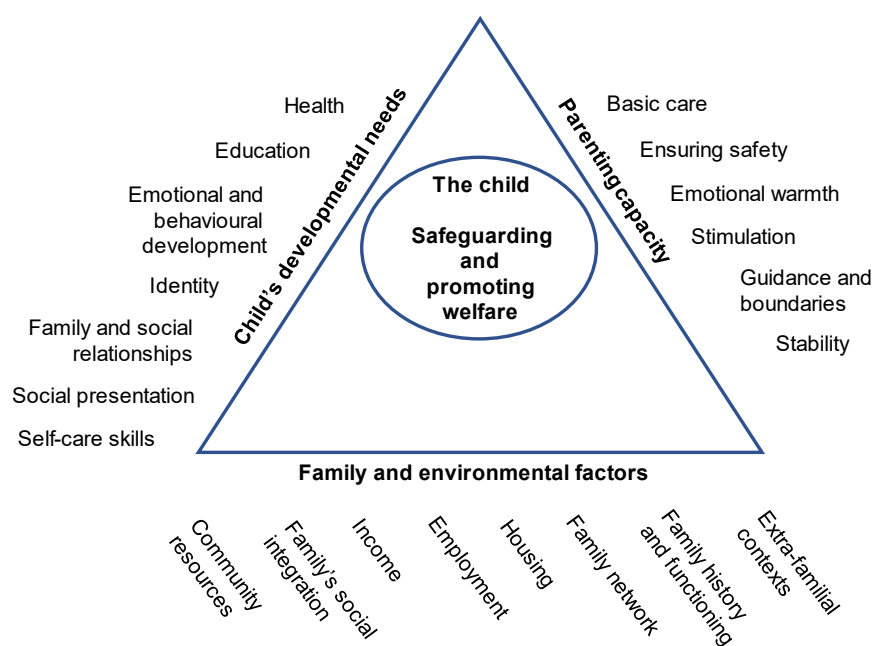 Health
Education
Emotional and
behavioural
development
Identity
Family and social
relationships
Social presentation
Self-care skills
Child's developmental needs
The child
Safeguarding
and
promoting
welfare
Parenting capacity
Basic care
Ensuring safety
Emotional warmth
Stimulation
Guidance and
boundaries
Stability
Family and environmental factors
Community
resources
Family's social
integration
Income
Employment
Housing
Family network
Family history
and functioning
Extra-familial
contexts